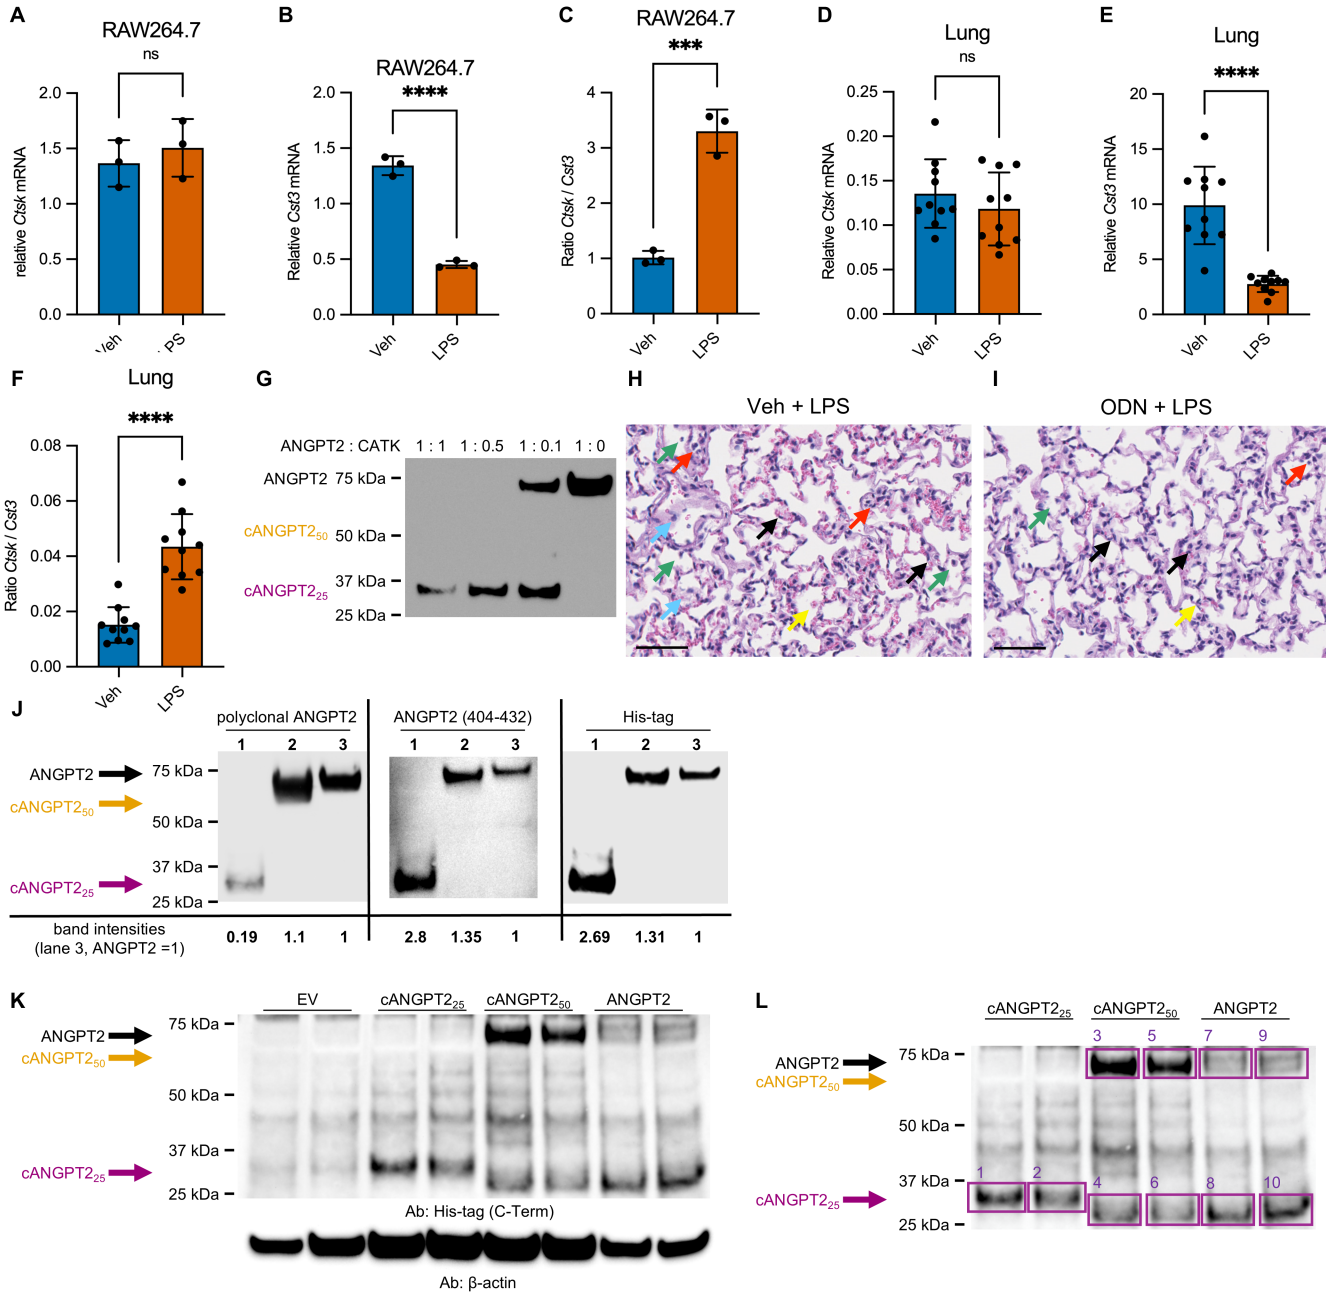 A
RAW264.7
ns
relative Ctsk mRNA
2.0
1.5
1.0
0.5
0.0
Veh
LPS
B
RAW264.7
****
Relative Cst3 mRNA
2.0
1.5
1.0
0.5
0.0
Veh
LPS
C
RAW264.7
***
Ratio Ctsk / Cst3
4
3
2
1
0
Veh
LPS
D
Lung
ns
Relative Ctsk mRNA
0.25
0.20
0.15
0.10
0.05
0.00
Veh
LPS
E
Lung
****
Relative Cst3 mRNA
20
15
10
5
0
Veh
LPS
F
Lung
****
Ratio Ctsk / Cst3
0.08
0.06
0.04
0.02
0.00
Veh
LPS
G
ANGPT2 : CATK 1 : 1 1 : 0.5 1 : 0.1 1 : 0
ANGPT2 75 kDa
cANGPT250 50 kDa
cANGPT225 37 kDa
25 kDa
H
Veh + LPS
I
ODN + LPS
J
polyclonal ANGPT2 ANGPT2 (404-432) His-tag
1 2 3 1 2 3 1 2 3
ANGPT2 75 kDa
cANGPT250
50 kDa
37 kDa
cANGPT225
25 kDa
band intensities
(lane 3, ANGPT2 =1)
0.19 1.1 1 2.8 1.35 1 2.69 1.31 1
K
EV cANGPT225 cANGPT250 ANGPT2
75 kDa
ANGPT2
cANGPT250
50 kDa
37 kDa
cANGPT225
25 kDa
Ab: His-tag (C-Term)
Ab: β-actin
L
cANGPT225 cANGPT250 ANGPT2
3 5 7 9
75 kDa
ANGPT2
cANGPT250
50 kDa
37 kDa
1 2 4 6 8 10
cANGPT225
25 kDa